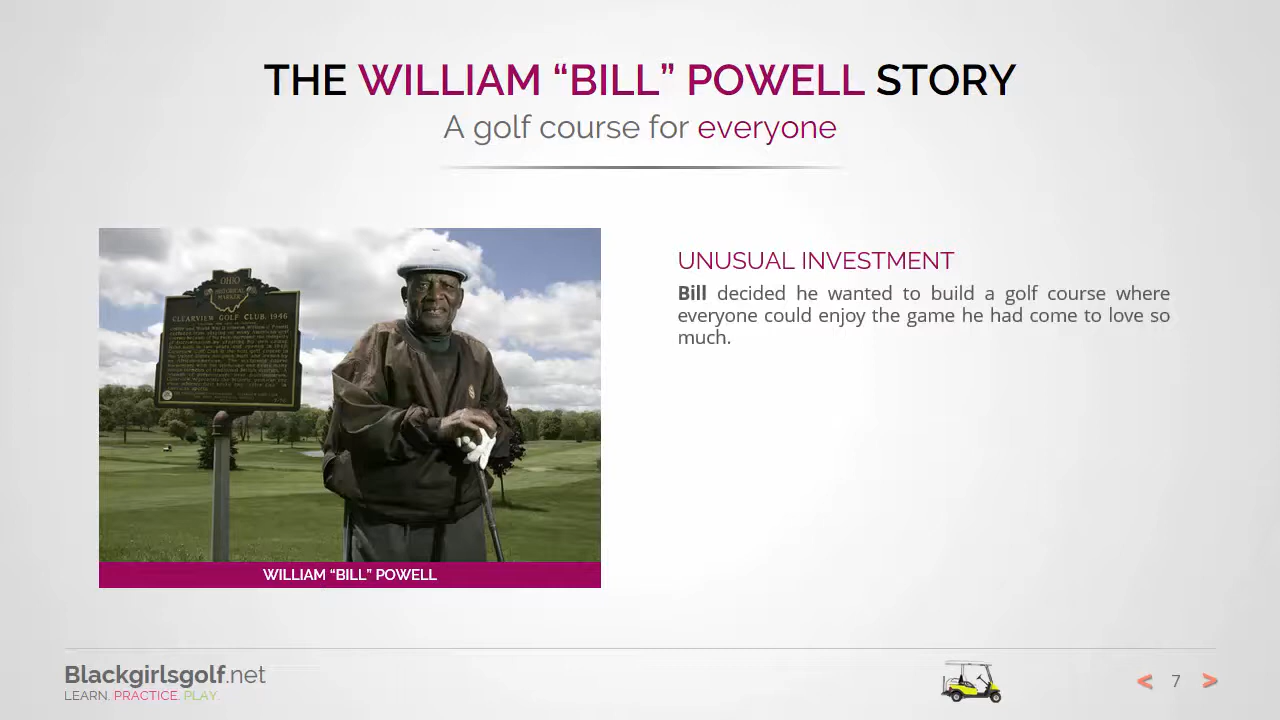 THE WILLIAM “BILL” POWELL STORY
A golf course for everyone
OHIO
HISTORICAL
MARKER
CLEARVIEW GOLF CLUB, 1946
WILLIAM “BILL” POWELL
UNUSUAL INVESTMENT
Bill decided he wanted to build a golf course where
everyone could enjoy the game he had come to love so
much.
Blackgirlsgolf.net
LEARN. PRACTICE. PLAY.
< 7 >